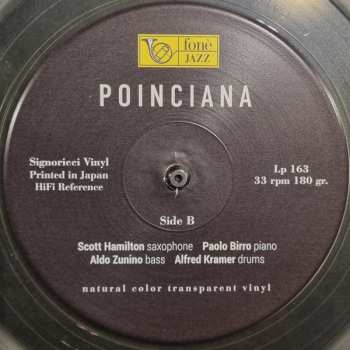 fonè
JAZZ
POINCIANA
Signoricci Vinyl
Printed in Japan
HiFi Reference
Lp 163
33 rpm 180 gr.
Side B
Scott Hamilton saxophone Paolo Birro piano
Aldo Zunino bass Alfred Kramer drums
natural color transparent vinyl